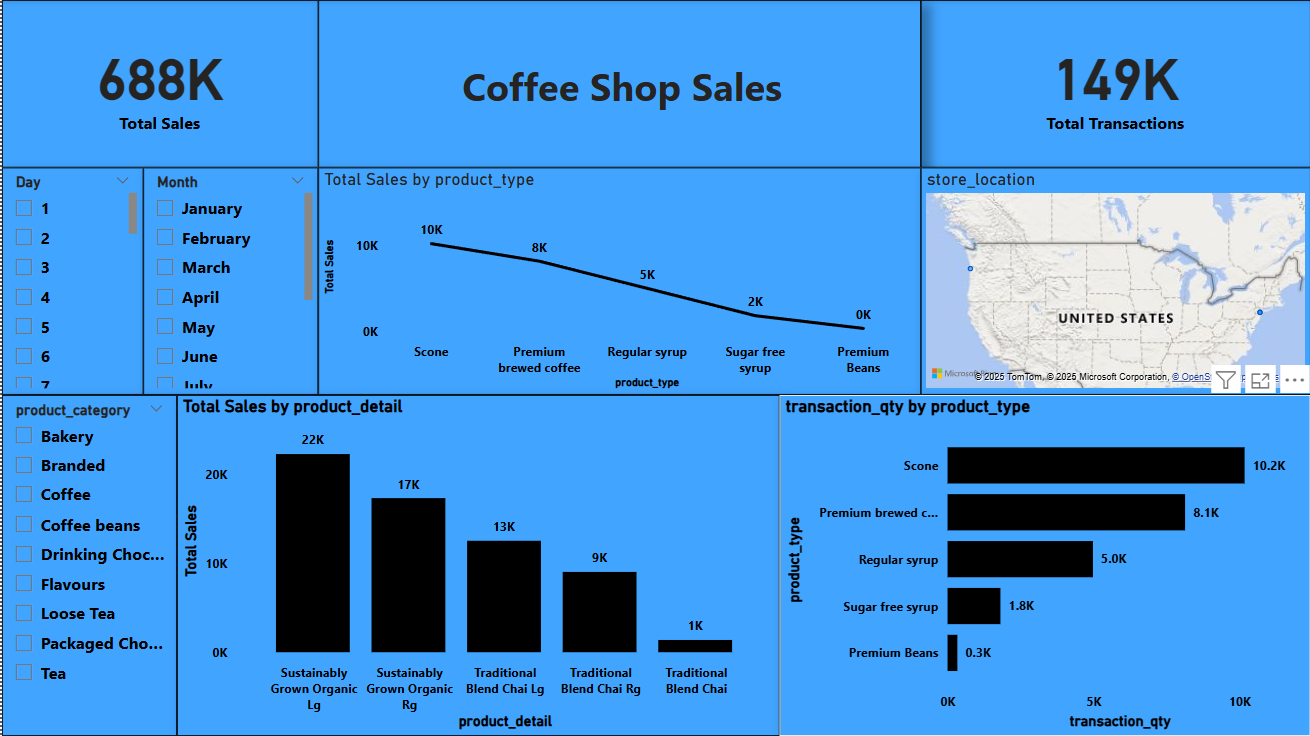 688K
Total Sales
Coffee Shop Sales
149K
Total Transactions
Day
1
2
3
4
5
6
7
Month
January
February
March
April
May
June
July
Total Sales by product_type
Total Sales
10K
0K
10K
8K
5K
2K
0K
Scone
Premium
brewed coffee
Regular syrup
Sugar free
syrup
Premium
Beans
product_type
store_location
UNITED STATES
Microsoft
© 2025 TomTom, © 2025 Microsoft Corporation, © OpenS
product_category
Bakery
Branded
Coffee
Coffee beans
Drinking Choc...
Flavours
Loose Tea
Packaged Cho...
Tea
Total Sales by product_detail
Total Sales
20K
10K
0K
22K
17K
13K
9K
1K
Sustainably
Grown Organic
Lg
Sustainably
Grown Organic
Rg
Traditional
Blend Chai Lg
Traditional
Blend Chai Rg
Traditional
Blend Chai
product_detail
transaction_qty by product_type
product_type
Scone
10.2K
Premium brewed c...
8.1K
Regular syrup
5.0K
Sugar free syrup
1.8K
Premium Beans
0.3K
0K
5K
10K
transaction_qty